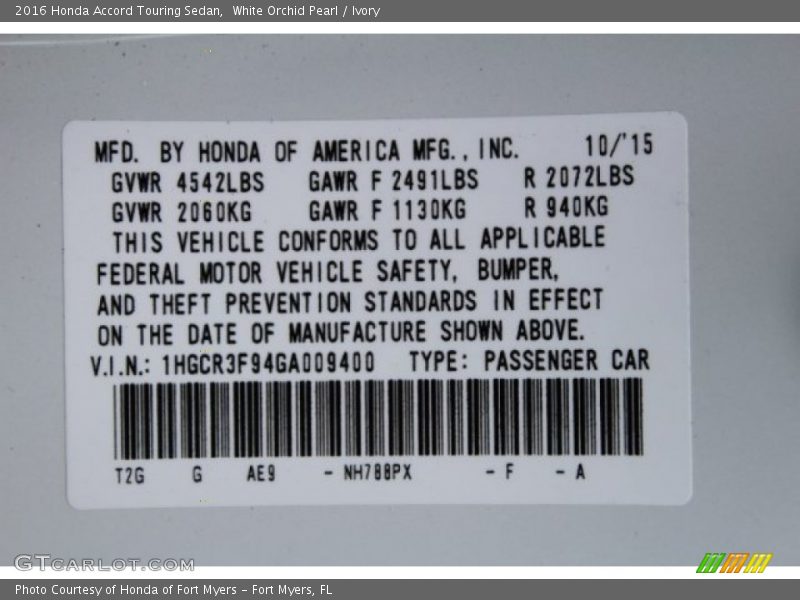 2016 Honda Accord Touring Sedan,  White Orchid Pearl / Ivory
MFD. BY HONDA OF AMERICA MFG., INC. 10/'15
GVWR 4542LBS GAWR F 2491LBS R 2072LBS
GVWR 2060KG GAWR F 1130KG R 940KG
THIS VEHICLE CONFORMS TO ALL APPLICABLE
FEDERAL MOTOR VEHICLE SAFETY, BUMPER,
AND THEFT PREVENTION STANDARDS IN EFFECT
ON THE DATE OF MANUFACTURE SHOWN ABOVE.
V.I.N.: 1HGCR3F94GA009400 TYPE: PASSENGER CAR
T2G G AE9 - NH788PX - F - A
GTCARLOT.COM
Photo Courtesy of Honda of Fort Myers – Fort Myers, FL